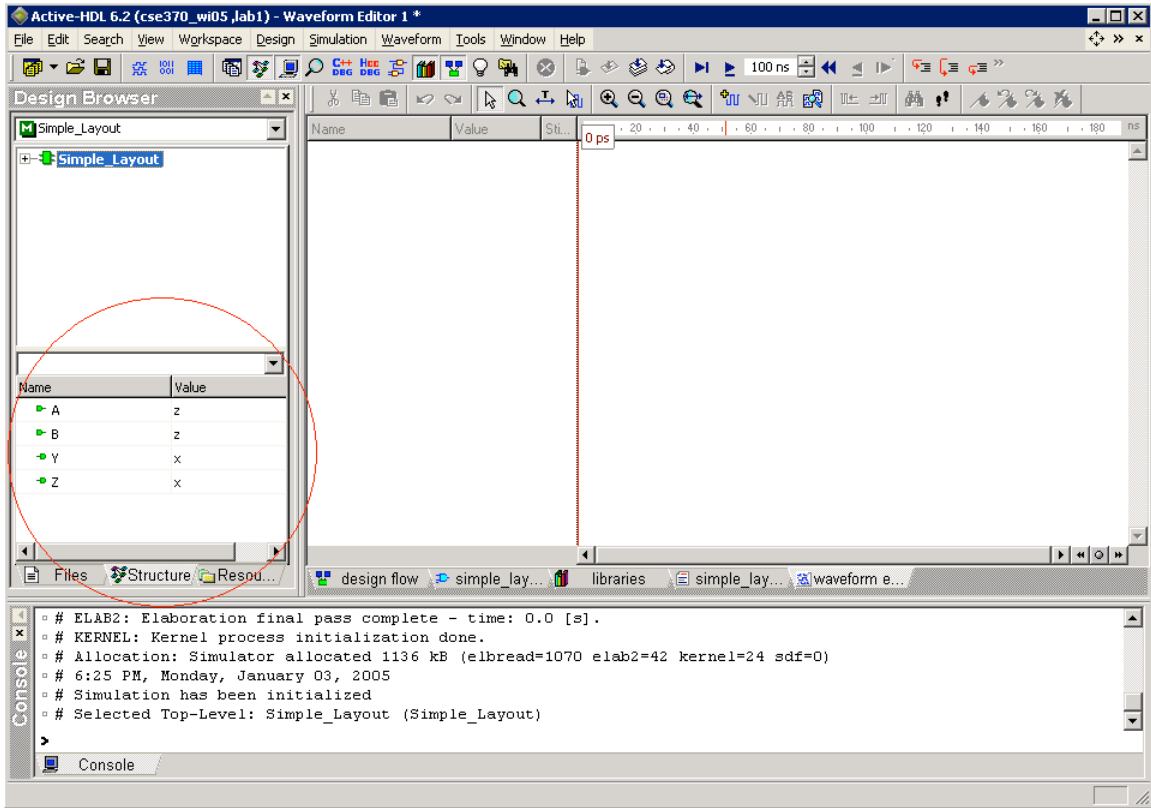 Active-HDL 6.2 (cse370_wi05 ,lab1) - Waveform Editor 1 *
File Edit Search View Workspace Design Simulation Waveform Tools Window Help
C++ DBG HDL DBG 100 ns
Design Browser
Simple_Layout
Simple_Layout
Name Value
A z
B z
Y x
Z x
Files Structure Resou...
Name Value Sti... 20 40 60 80 100 120 140 160 180 ns
0 ps
design flow simple_lay... libraries simple_lay... waveform e...
# ELAB2: Elaboration final pass complete - time: 0.0 [s].
# KERNEL: Kernel process initialization done.
# Allocation: Simulator allocated 1136 kB (elbread=1070 elab2=42 kernel=24 sdf=0)
# 6:25 PM, Monday, January 03, 2005
# Simulation has been initialized
# Selected Top-Level: Simple_Layout (Simple_Layout)
>
Console
Console